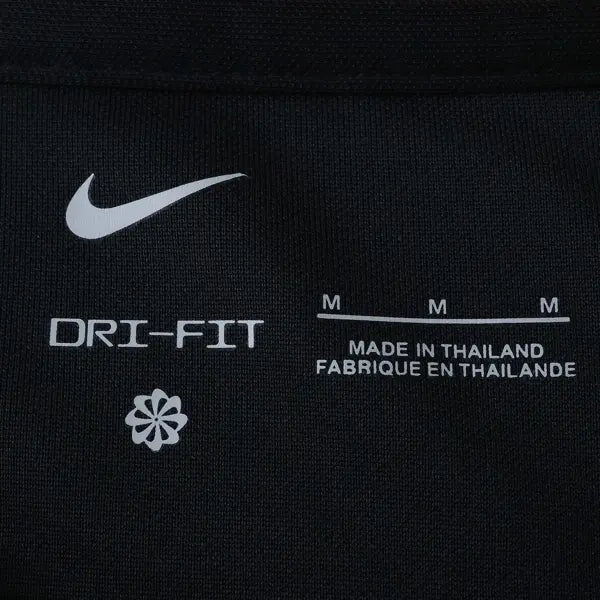 DRI-FIT
M M M
MADE IN THAILAND
FABRIQUE EN THAILANDE